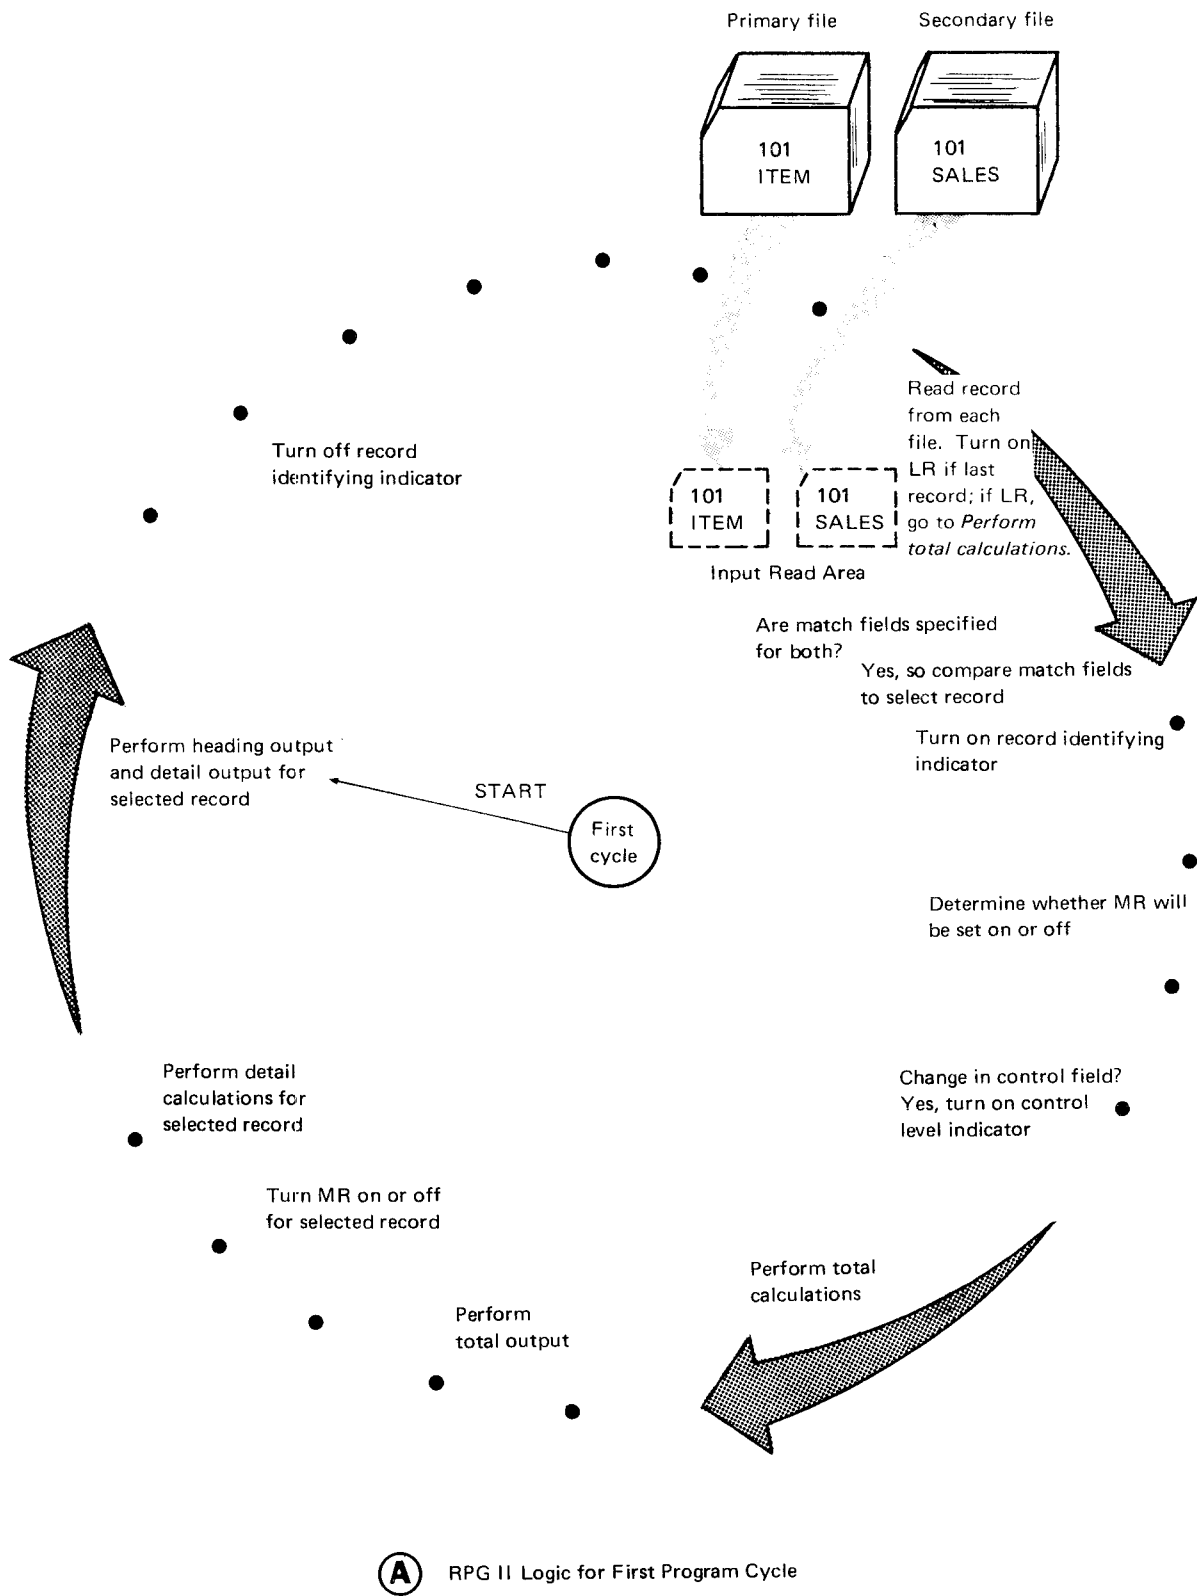 Primary file
Secondary file
101
ITEM
101
SALES
Read record
from each
file. Turn on
LR if last
record; if LR,
go to Perform
total calculations.
Turn off record
identifying indicator
101
ITEM
101
SALES
Input Read Area
Are match fields specified
for both?
Yes, so compare match fields
to select record
Turn on record identifying
indicator
Perform heading output
and detail output for
selected record
START
First
cycle
Determine whether MR will
be set on or off
Perform detail
calculations for
selected record
Change in control field?
Yes, turn on control
level indicator
Turn MR on or off
for selected record
Perform total
calculations
Perform
total output
A RPG II Logic for First Program Cycle